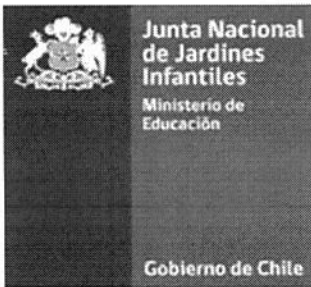 Junta Nacional
de Jardines
Infantiles
Ministerio de
Educación
Gobierno de Chile